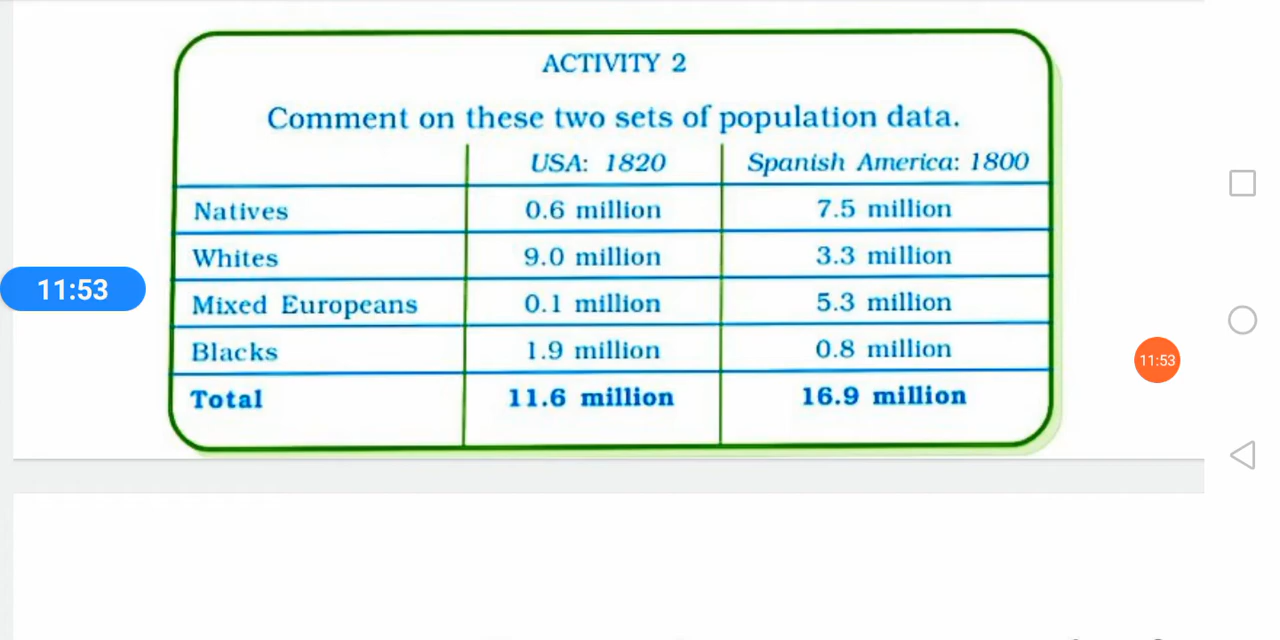 ACTIVITY 2
Comment on these two sets of population data.
USA: 1820 Spanish America: 1800
Natives 0.6 million 7.5 million
Whites 9.0 million 3.3 million
11:53
Mixed Europeans 0.1 million 5.3 million
Blacks 1.9 million 0.8 million
11:53
Total 11.6 million 16.9 million